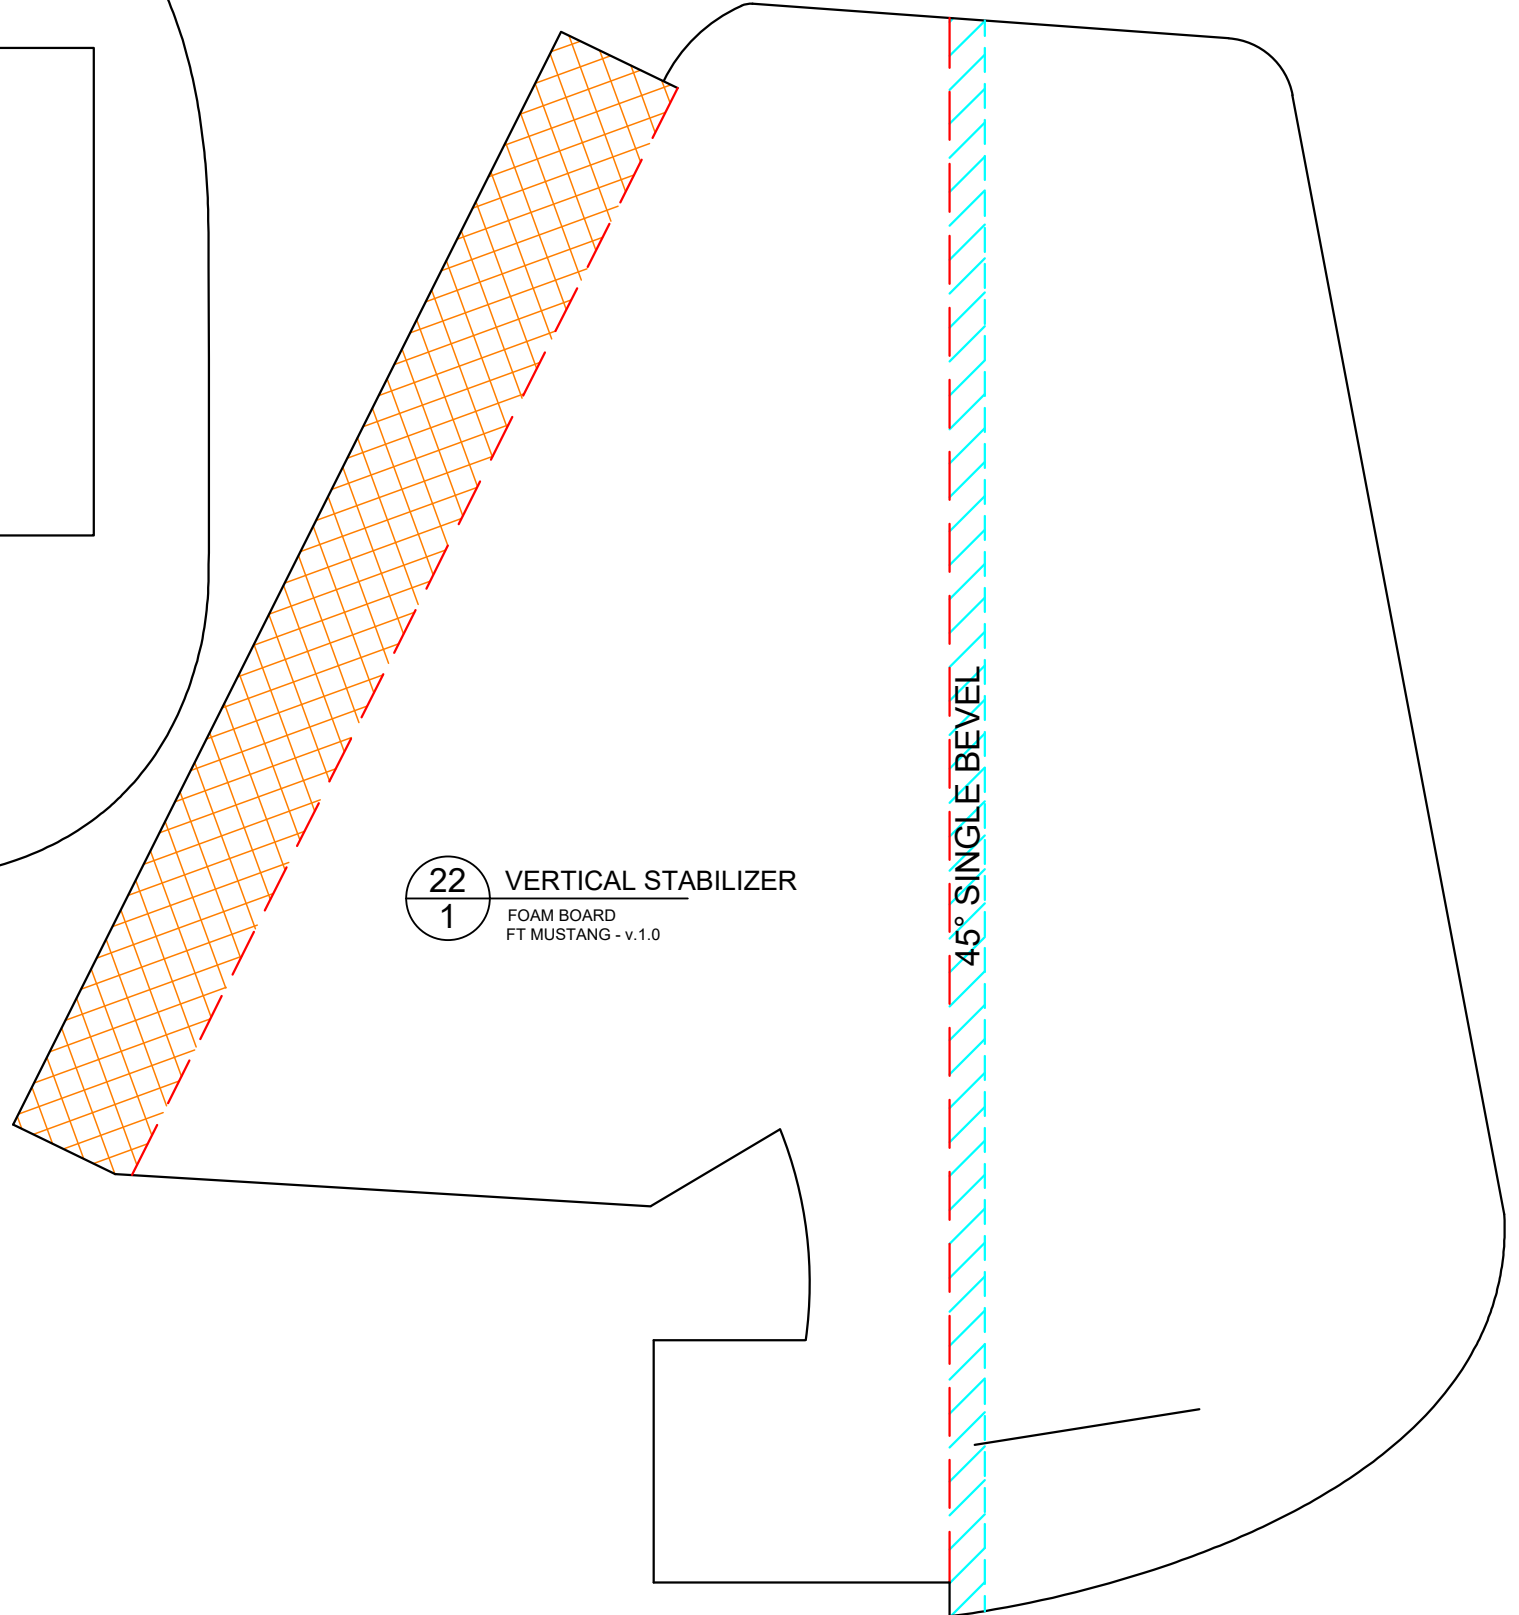 22
1
VERTICAL STABILIZER
FOAM BOARD
FT MUSTANG - v.1.0
45° SINGLE BEVEL